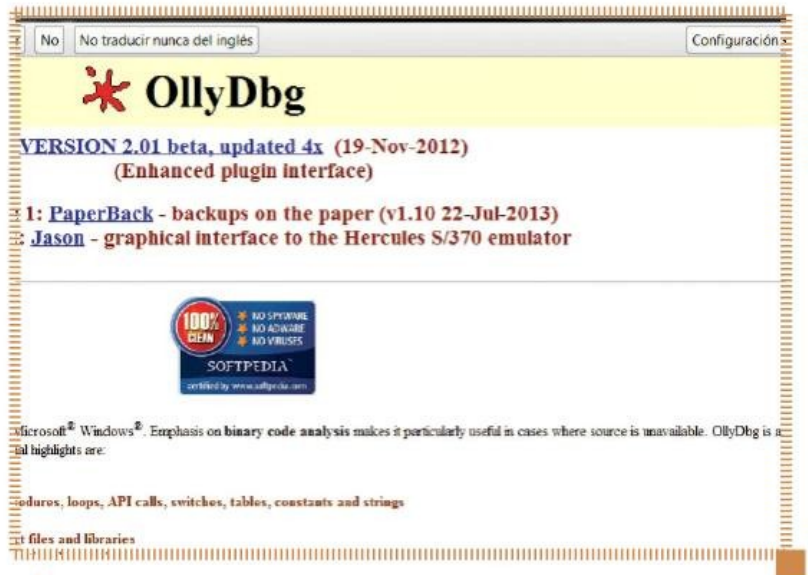 No No traducir nunca del inglés Configuración
OllyDbg
VERSION 2.01 beta, updated 4x (19-Nov-2012)
(Enhanced plugin interface)
1: PaperBack - backups on the paper (v1.10 22-Jul-2013)
: Jason - graphical interface to the Hercules S/370 emulator
100%
CLEAN
NO SPYWARE
NO ADWARE
NO VIRUSES
SOFTPEDIA
certified by www.softpedia.com
Microsoft® Windows®. Emphasis on binary code analysis makes it particularly useful in cases where source is unavailable. OllyDbg is a
highlights are:
loops, API calls, switches, tables, constants and strings
files and libraries